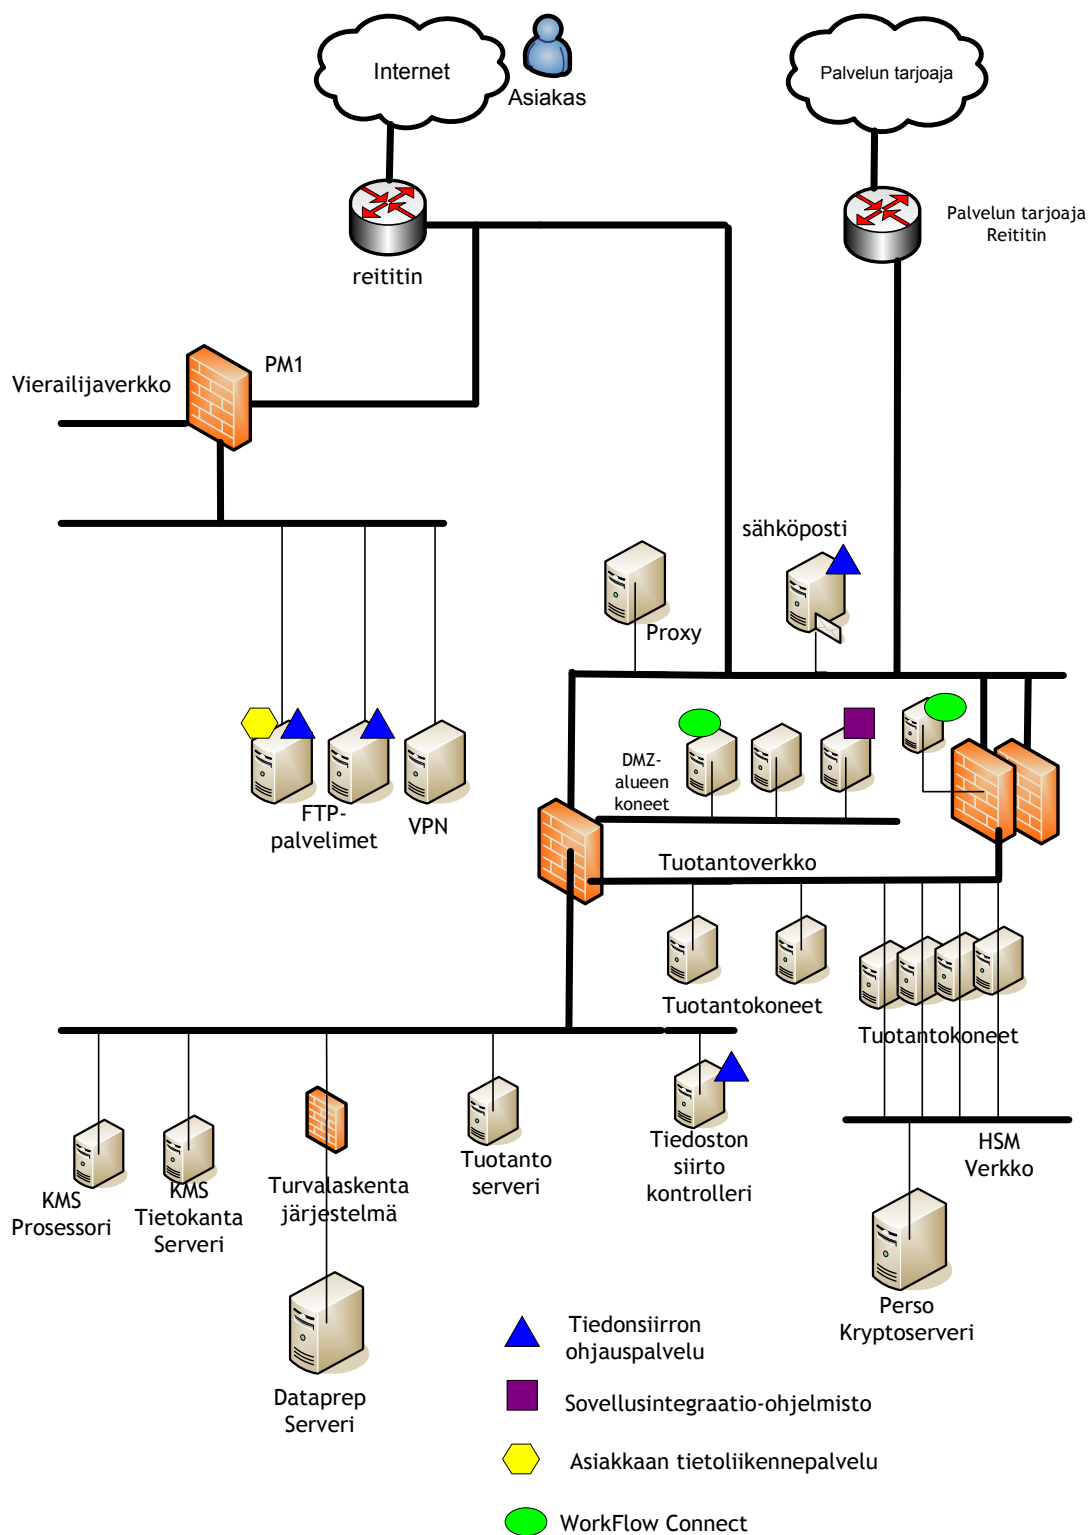 Internet
Asiakas
Palvelun tarjoaja
Palvelun tarjoaja
Reititin
reititin
PM1
Vierailijaverkko
sähköposti
Proxy
DMZ-
alueen
koneet
FTP-
palvelimet
VPN
Tuotantoverkko
Tuotantokoneet
Tuotantokoneet
KMS
Prosessori
KMS
Tietokanta
Serveri
Turvalaskenta
järjestelmä
Tuotanto
serveri
Tiedoston
siirto
kontrolleri
HSM
Verkko
Perso
Kryptoserveri
Dataprep
Serveri
Tiedonsiirron
ohjauspalvelu
Sovellusintegraatio-ohjelmisto
Asiakkaan tietoliikennepalvelu
WorkFlow Connect